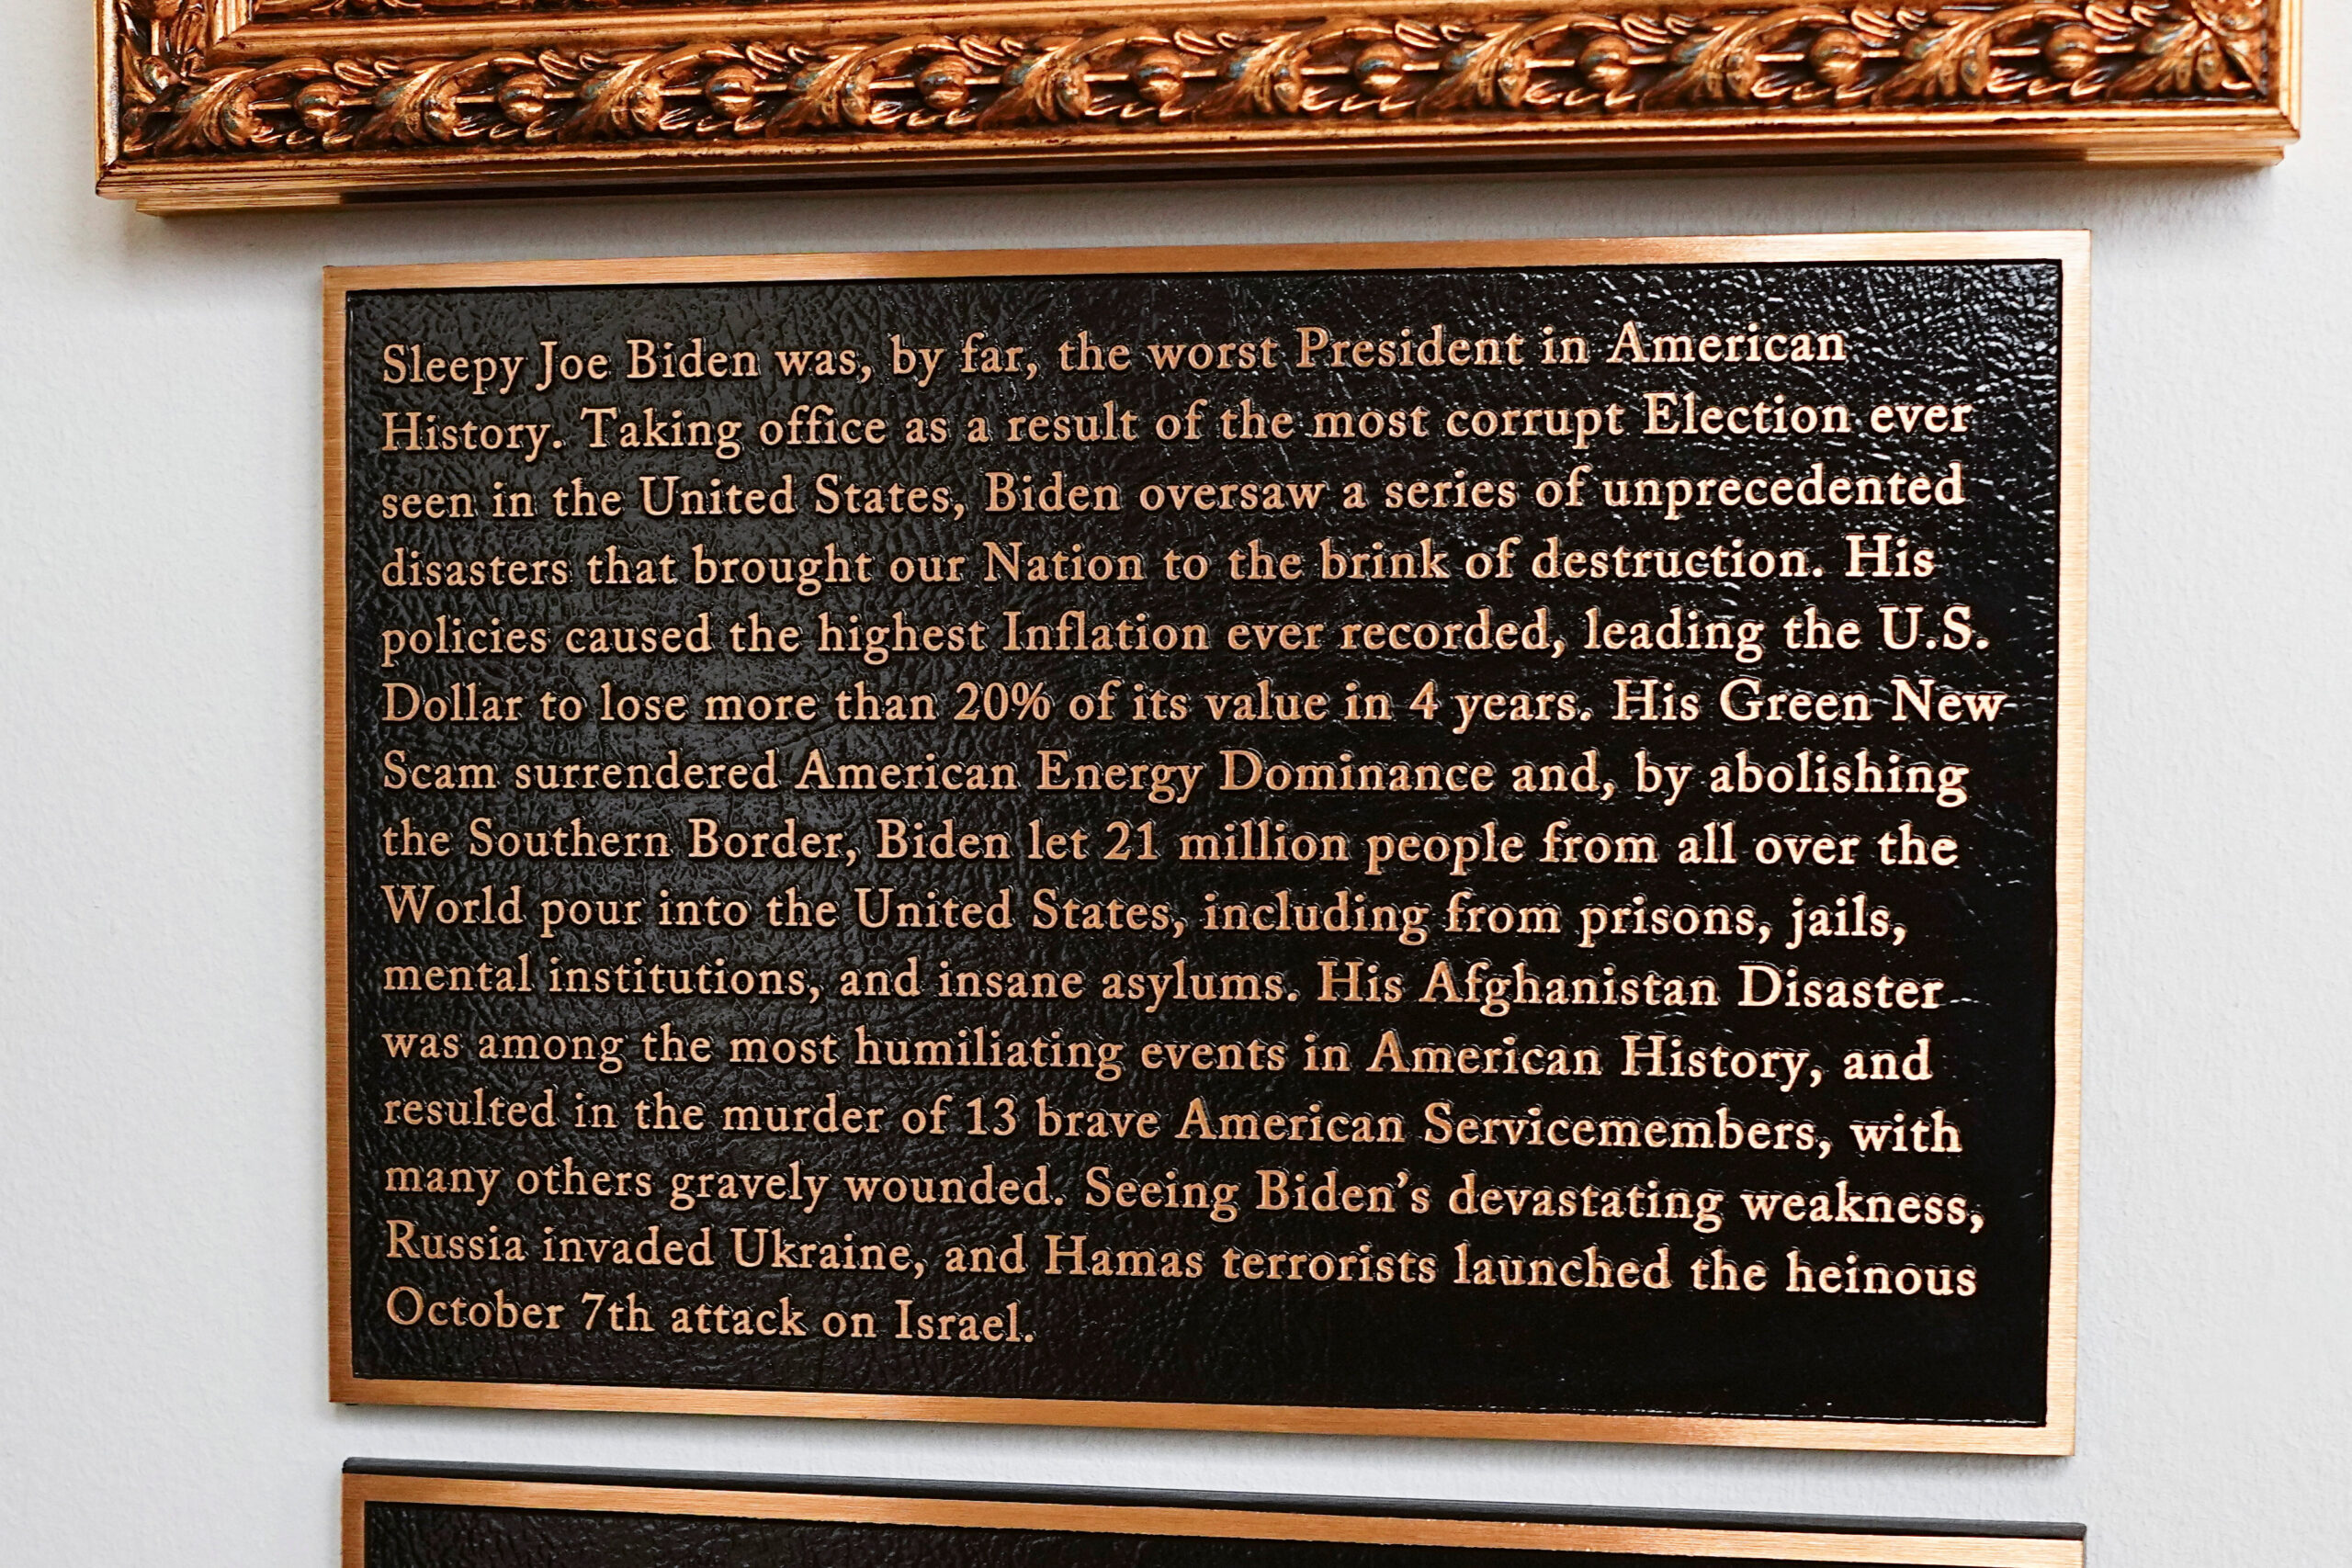 Sleepy Joe Biden was, by far, the worst President in American
History. Taking office as a result of the most corrupt Election ever
seen in the United States, Biden oversaw a series of unprecedented
disasters that brought our Nation to the brink of destruction. His
policies caused the highest Inflation ever recorded, leading the U.S.
Dollar to lose more than 20% of its value in 4 years. His Green New
Scam surrendered American Energy Dominance and, by abolishing
the Southern Border, Biden let 21 million people from all over the
World pour into the United States, including from prisons, jails,
mental institutions, and insane asylums. His Afghanistan Disaster
was among the most humiliating events in American History, and
resulted in the murder of 13 brave American Servicemembers, with
many others gravely wounded. Seeing Biden's devastating weakness,
Russia invaded Ukraine, and Hamas terrorists launched the heinous
October 7th attack on Israel.